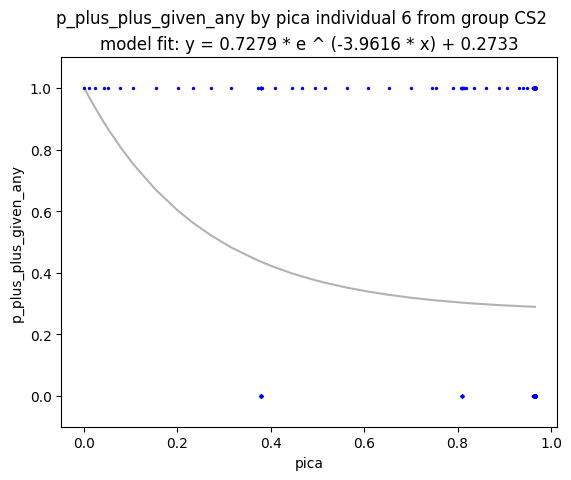 p_plus_plus_given_any by pica individual 6 from group CS2
model fit: y = 0.7279 * e ^ (-3.9616 * x) + 0.2733
1.0
0.8
0.6
0.4
0.2
0.0
p_plus_plus_given_any
0.0 0.2 0.4 0.6 0.8 1.0
pica